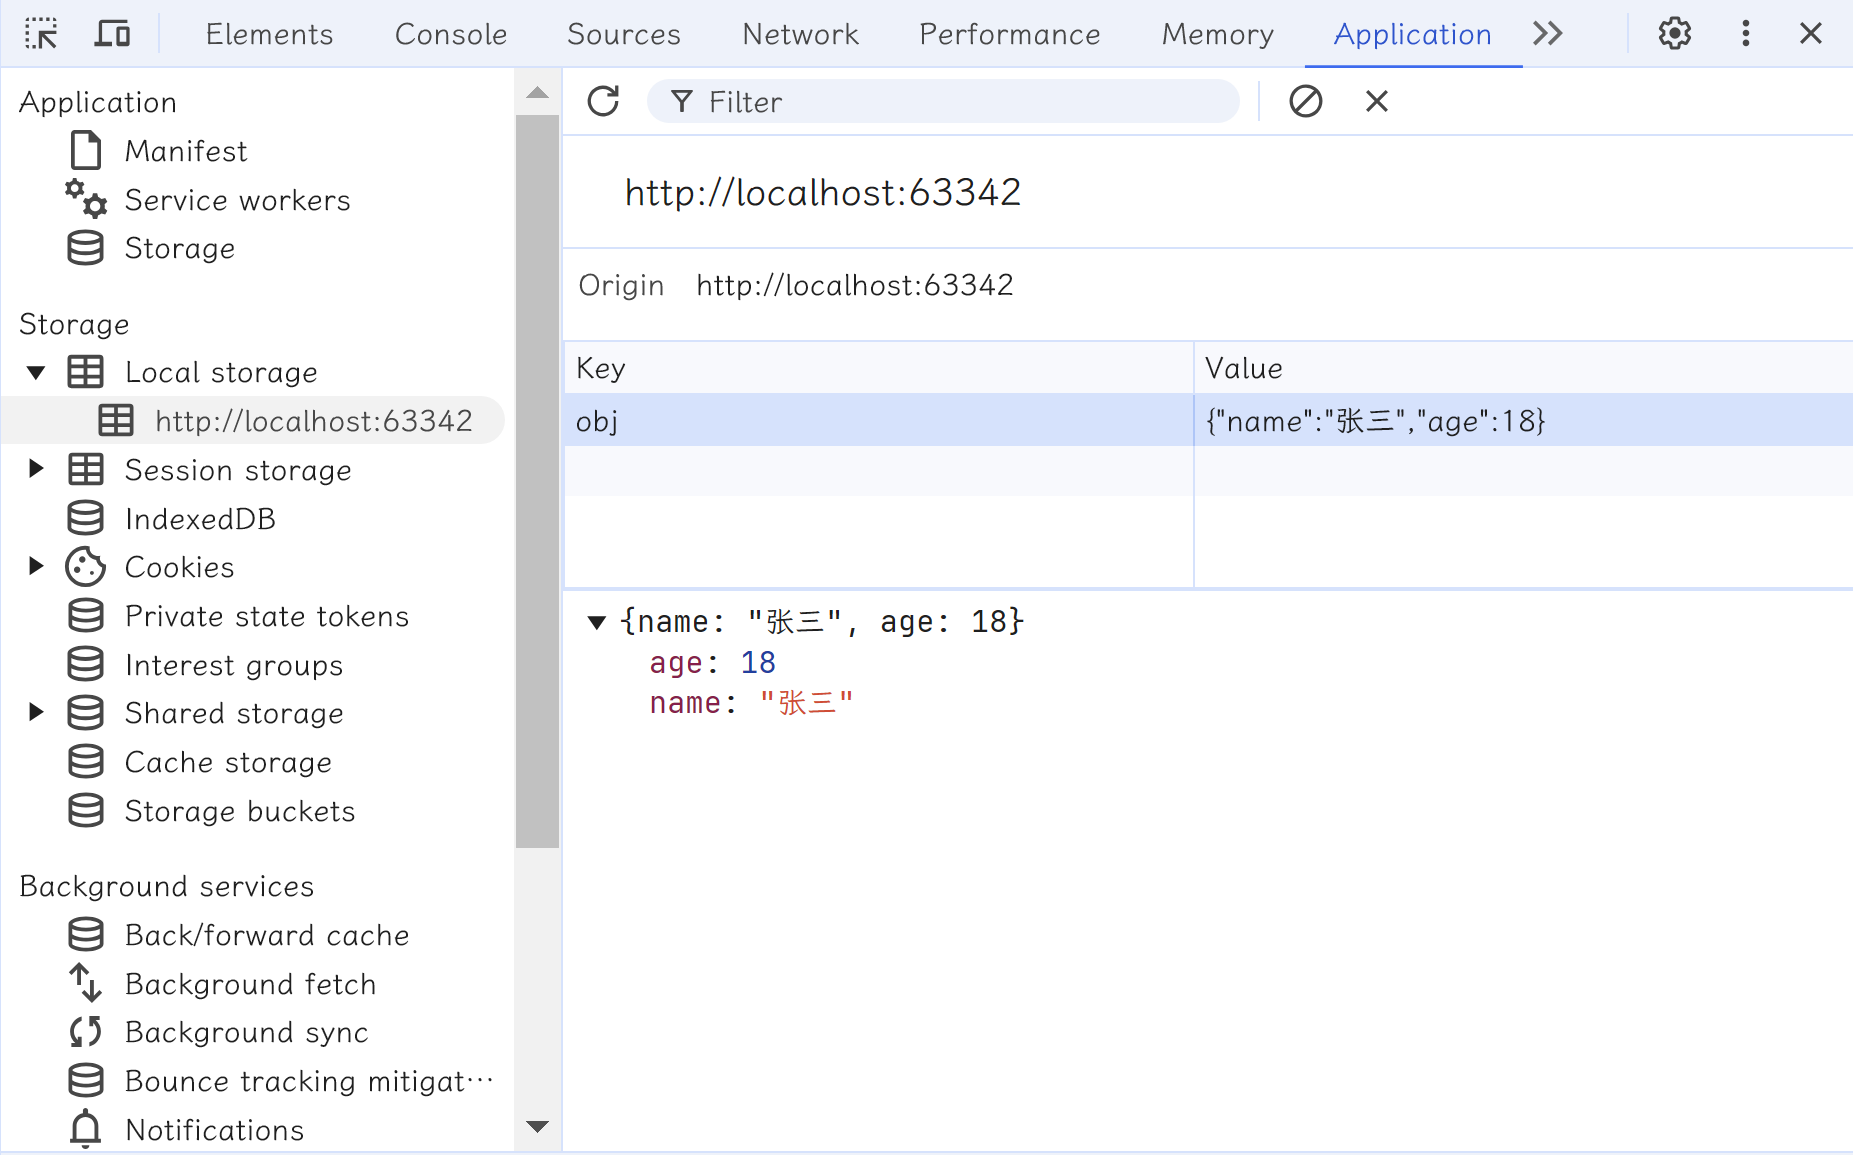 Elements Console Sources Network Performance Memory Application
Application
Manifest
Service workers
Storage
Storage
Local storage
http://localhost:63342
Session storage
IndexedDB
Cookies
Private state tokens
Interest groups
Shared storage
Cache storage
Storage buckets
Background services
Back/forward cache
Background fetch
Background sync
Bounce tracking mitigat…
Notifications
Filter
http://localhost:63342
Origin http://localhost:63342
Key Value
obj {"name":"张三","age":18}
{name: "张三", age: 18}
age: 18
name: "张三"